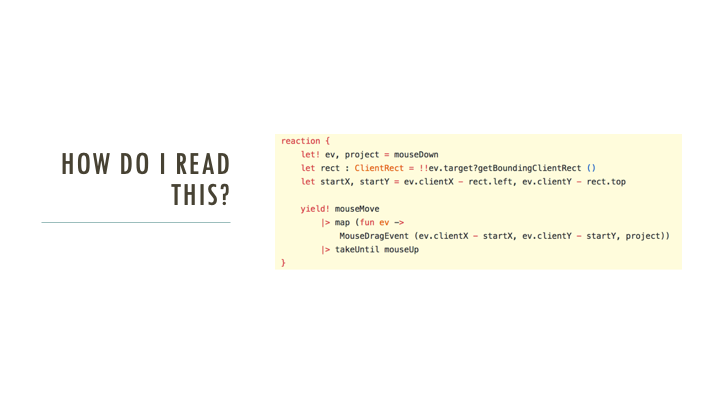 HOW DO I READ
THIS?
reaction {
    let! ev, project = mouseDown
    let rect : ClientRect = !!ev.target?getBoundingClientRect ()
    let startX, startY = ev.clientX - rect.left, ev.clientY - rect.top

    yield! mouseMove
        |> map (fun ev ->
            MouseDragEvent (ev.clientX - startX, ev.clientY - startY, project))
        |> takeUntil mouseUp
}